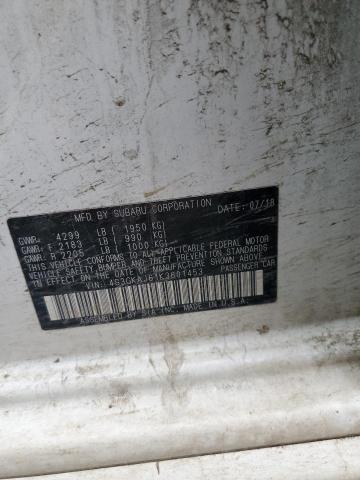 MFD. BY SUBARU CORPORATION DATE: 07/18
GVWR: 4299 LB ( 1950 KG)
GAWR: F 2183 LB ( 990 KG)
GAWR: R 2205 LB ( 1000 KG)
THIS VEHICLE CONFORMS TO ALL APPLICABLE FEDERAL MOTOR
VEHICLE SAFETY, BUMPER AND THEFT PREVENTION STANDARDS
IN EFFECT ON THE DATE OF MANUFACTURE SHOWN ABOVE.
VIN: 4S3GKAJ61K3601453 PASSENGER CAR
ASSEMBLED BY SIA INC. MADE IN U.S.A.